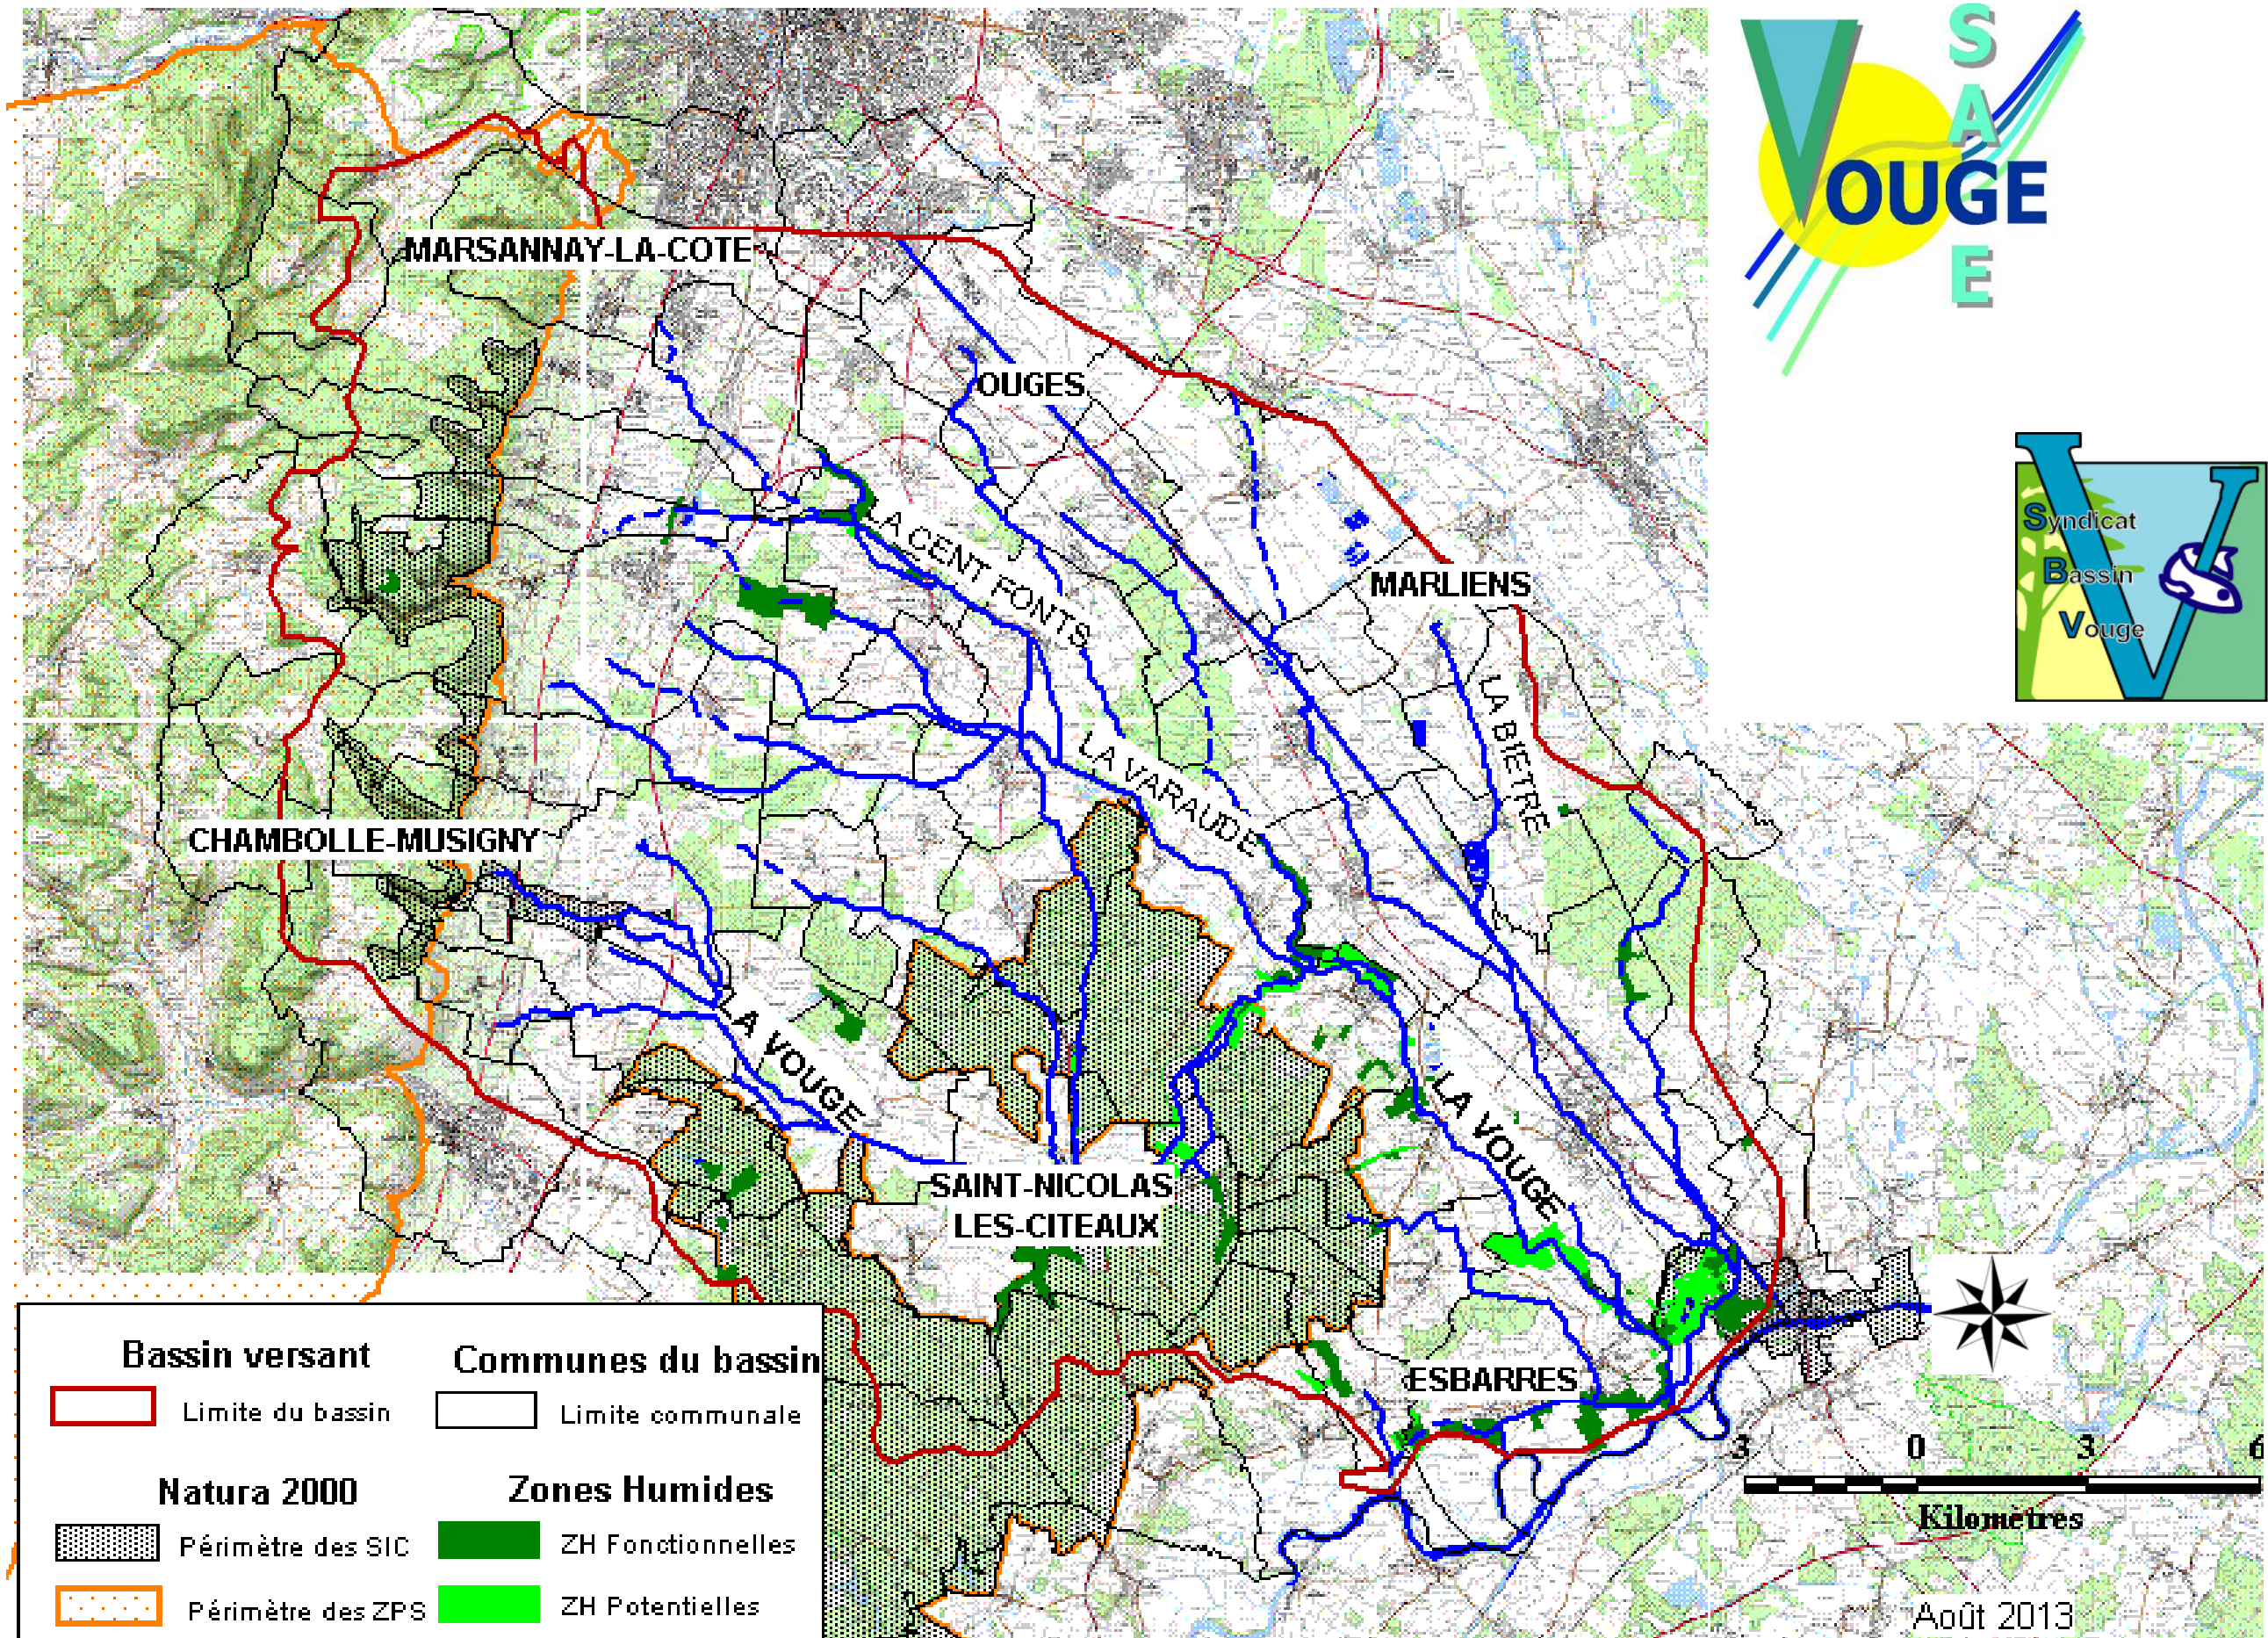 S
A
VOUGE
E
Syndicat
Bassin
Vouge
MARSANNAY-LA-COTE
OUGES
LA CENT FONTS
MARLIENS
LA BIETRE
LA VARAUDE
CHAMBOLLE-MUSIGNY
LA VOUGE
LA VOUGE
SAINT-NICOLAS
LES-CITEAUX
ESBARRES
Bassin versant
Limite du bassin
Communes du bassin
Limite communale
Natura 2000
Périmètre des SIC
Périmètre des ZPS
Zones Humides
ZH Fonctionnelles
ZH Potentielles
3 0 3 6
Kilomètres
Août 2013